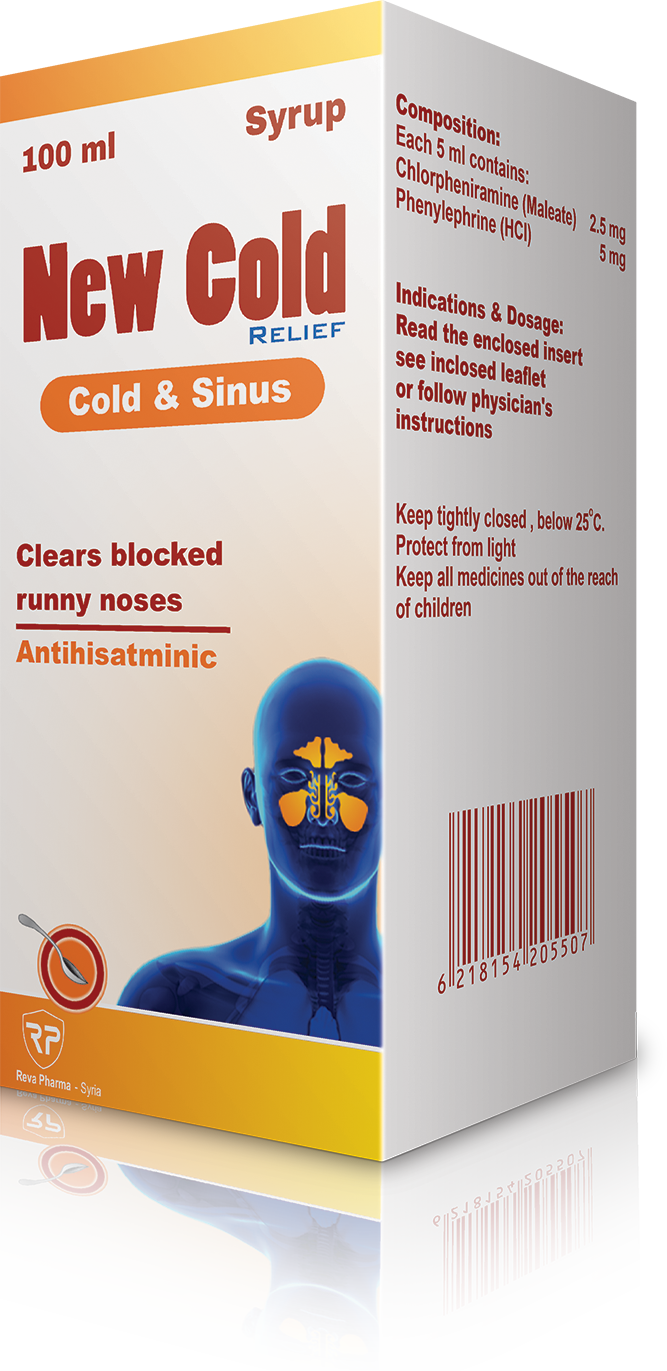 100 ml
Syrup
New Cold
RELIEF
Cold & Sinus
Clears blocked
runny noses
Antihisatminic
RP
Reva Pharma - Syria
Composition:
Each 5 ml contains:
Chlorpheniramine (Maleate) 2.5 mg
Phenylephrine (HCl) 5 mg
Indications & Dosage:
Read the enclosed insert
see inclosed leaflet
or follow physician's
instructions
Keep tightly closed , below 25°C.
Protect from light
Keep all medicines out of the reach
of children
6 218154 205507